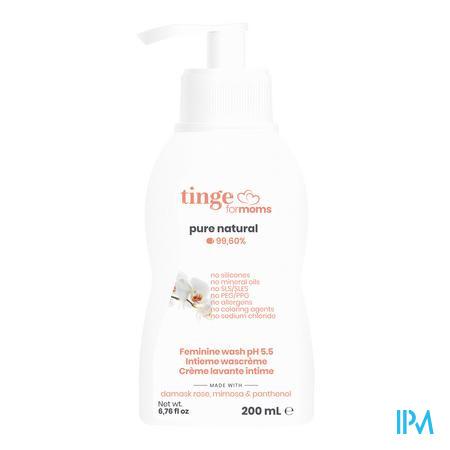 tinge
formoms
pure natural
99,60%
no silicones
no mineral oils
no SLS/SLES
no PEG/PPG
no allergens
no coloring agents
no sodium chloride
Feminine wash pH 5.5
Intieme wascrème
Crème lavante intime
MADE WITH
damask rose, mimosa & panthenol
Net wt.
6,76 fl oz
200 mL ℮
IPM